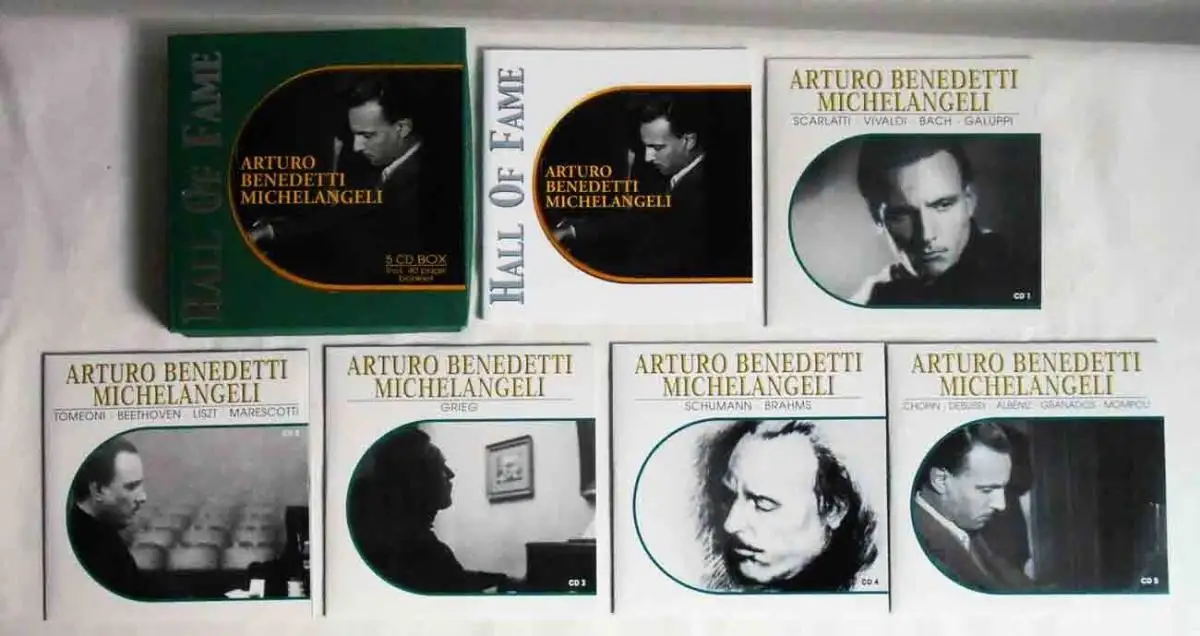 HALL OF FAME
ARTURO
BENEDETTI
MICHELANGELI
5 CD BOX
Incl. 40 page
booklet
HALL OF FAME
ARTURO
BENEDETTI
MICHELANGELI
ARTURO BENEDETTI
MICHELANGELI
SCARLATTI · VIVALDI · BACH · GALUPPI
CD 1
ARTURO BENEDETTI
MICHELANGELI
TOMEONI · BEETHOVEN · LISZT · MARESCOTTI
CD 2
ARTURO BENEDETTI
MICHELANGELI
GRIEG
CD 3
ARTURO BENEDETTI
MICHELANGELI
SCHUMANN · BRAHMS
CD 4
ARTURO BENEDETTI
MICHELANGELI
CHOPIN · DEBUSSY · ALBENIZ · GRANADOS · MOMPOU
CD 5